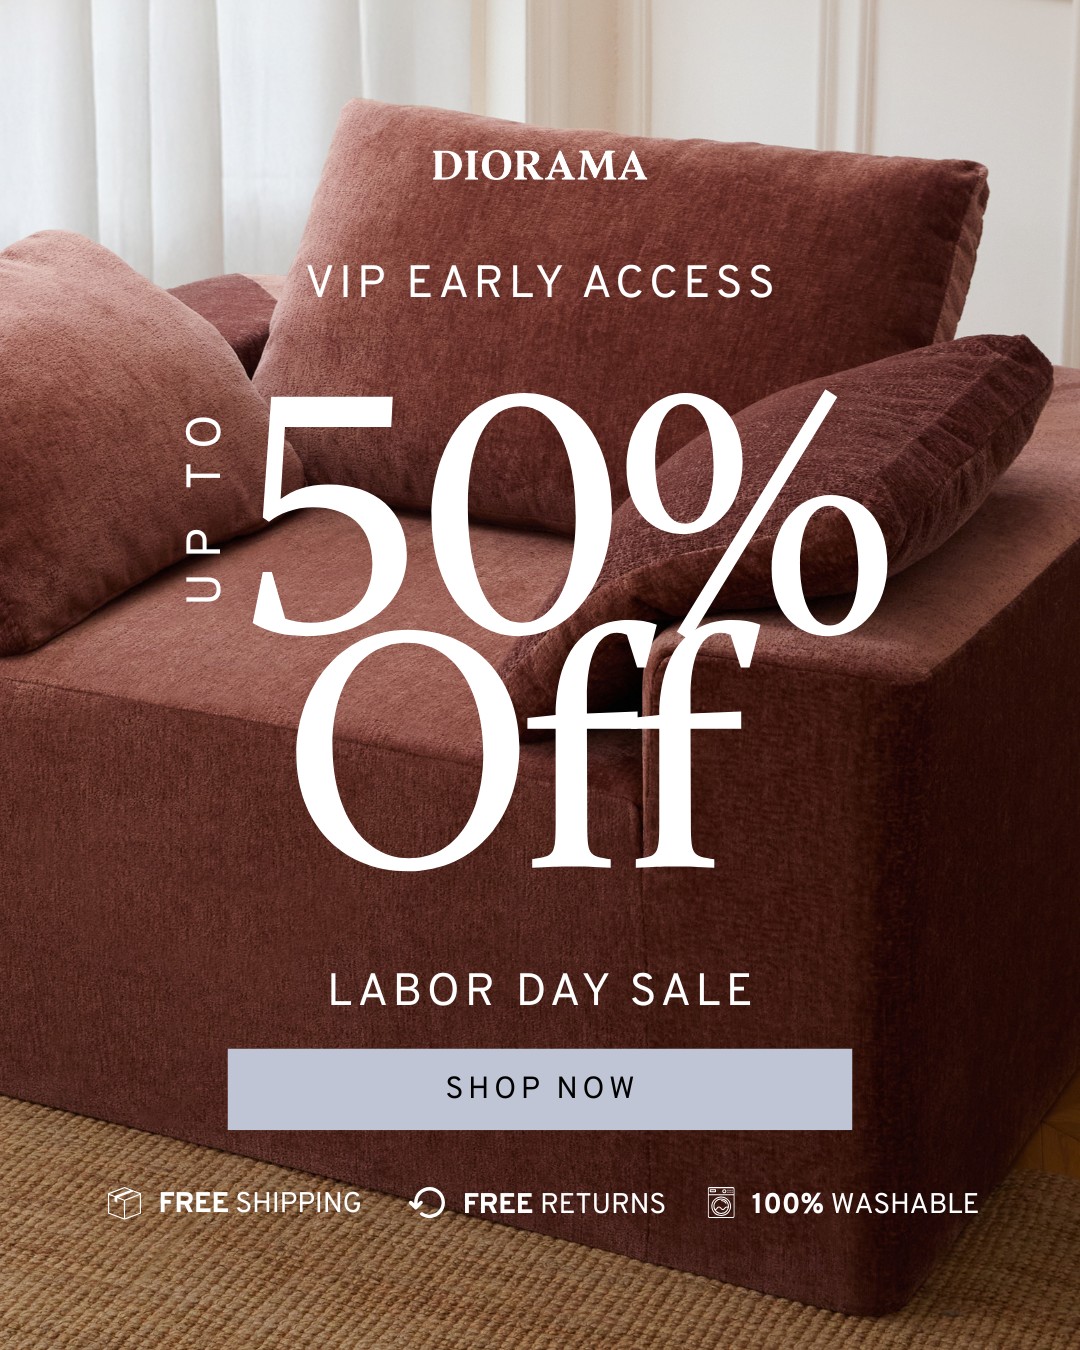 DIORAMA
VIP EARLY ACCESS
UP TO
50%
Off
LABOR DAY SALE
SHOP NOW
FREE SHIPPING
FREE RETURNS
100% WASHABLE